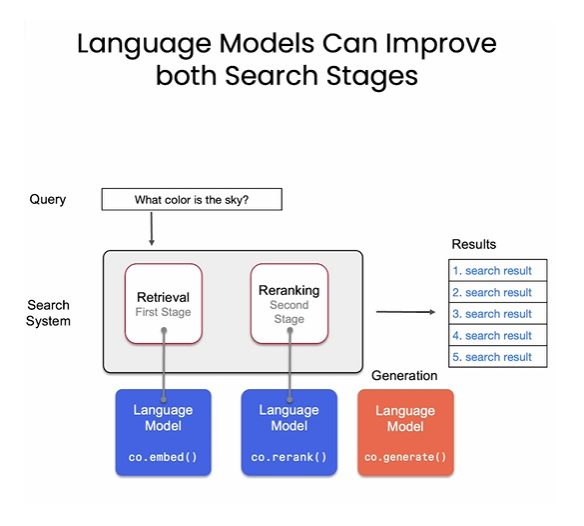 Language Models Can Improve
both Search Stages
Query
What color is the sky?
Results
Search
System
Retrieval
First Stage
Reranking
Second
Stage
1. search result
2. search result
3. search result
4. search result
5. search result
Generation
Language
Model
co.embed()
Language
Model
co.rerank()
Language
Model
co.generate()